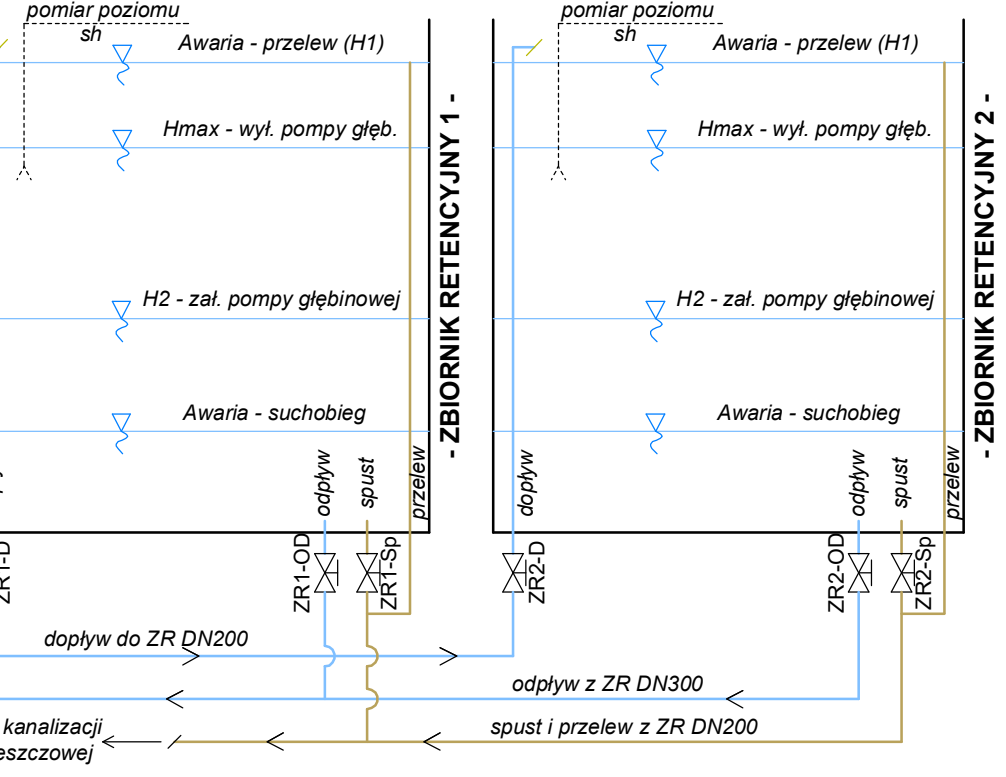 pomiar poziomu
sh
Awaria - przelew (H1)
Hmax - wył. pompy głęb.
H2 - zał. pompy głębinowej
Awaria - suchobieg
odpływ
spust
przelew
- ZBIORNIK RETENCYJNY 1 -
ZR1-D
ZR1-OD
ZR1-Sp
pomiar poziomu
sh
Awaria - przelew (H1)
Hmax - wył. pompy głęb.
H2 - zał. pompy głębinowej
Awaria - suchobieg
dopływ
odpływ
spust
przelew
- ZBIORNIK RETENCYJNY 2 -
ZR2-D
ZR2-OD
ZR2-Sp
dopływ do ZR DN200
odpływ z ZR DN300
spust i przelew z ZR DN200
kanalizacji
eszczowej